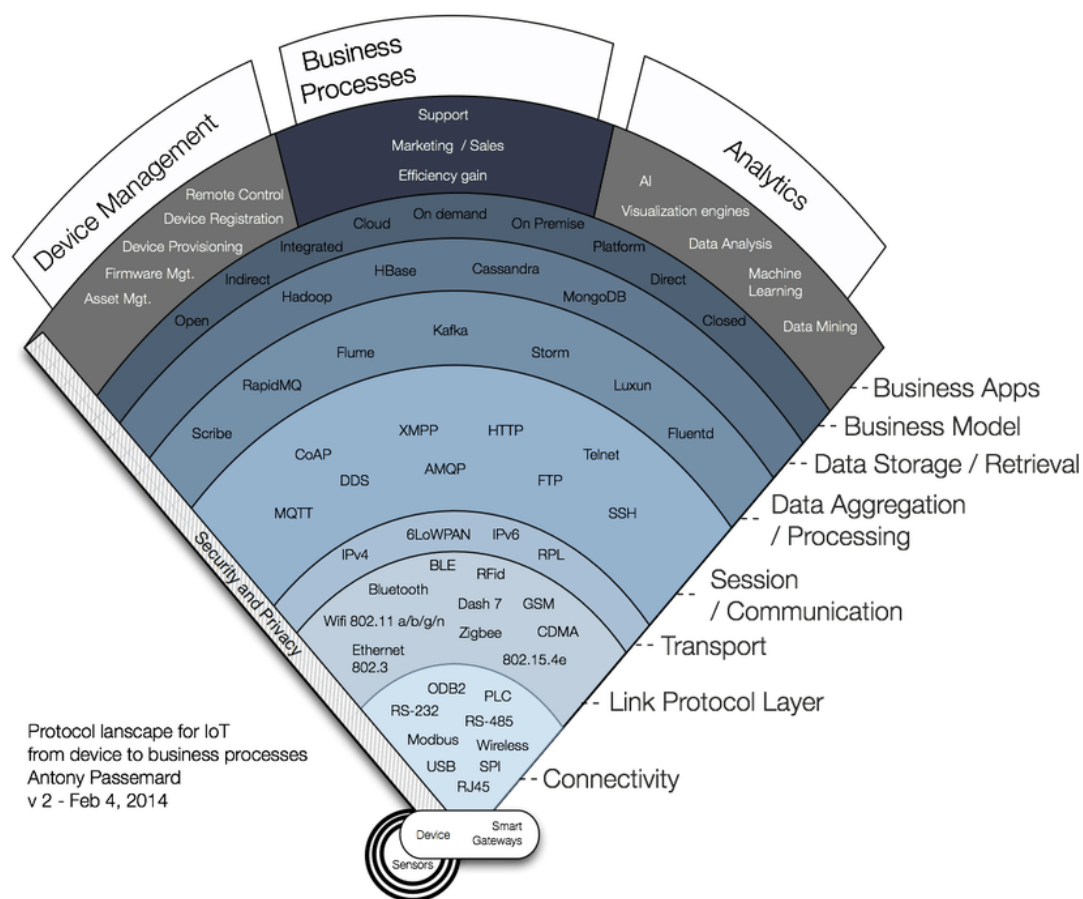 Device Management
Business
Processes
Analytics
Support
Marketing / Sales
Efficiency gain
Remote Control
Device Registration
Device Provisioning
Firmware Mgt.
Asset Mgt.
AI
Visualization engines
Data Analysis
Machine
Learning
Data Mining
Open
Indirect
Integrated
Cloud
On demand
On Premise
Platform
Direct
Closed
Hadoop
HBase
Cassandra
MongoDB
Scribe
RapidMQ
Flume
Kafka
Storm
Luxun
Fluentd
MQTT
CoAP
DDS
XMPP
AMQP
HTTP
FTP
Telnet
SSH
IPv4
6LoWPAN
IPv6
RPL
BLE
RFid
Bluetooth
Dash 7
GSM
Wifi 802.11 a/b/g/n
Zigbee
CDMA
Ethernet
802.3
802.15.4e
ODB2
PLC
RS-232
RS-485
Modbus
Wireless
USB
SPI
RJ45
Security and Privacy
Business Apps
Business Model
Data Storage / Retrieval
Data Aggregation
/ Processing
Session
/ Communication
Transport
Link Protocol Layer
Connectivity
Protocol lanscape for IoT
from device to business processes
Antony Passemard
v 2 - Feb 4, 2014
Device
Smart
Gateways
Sensors